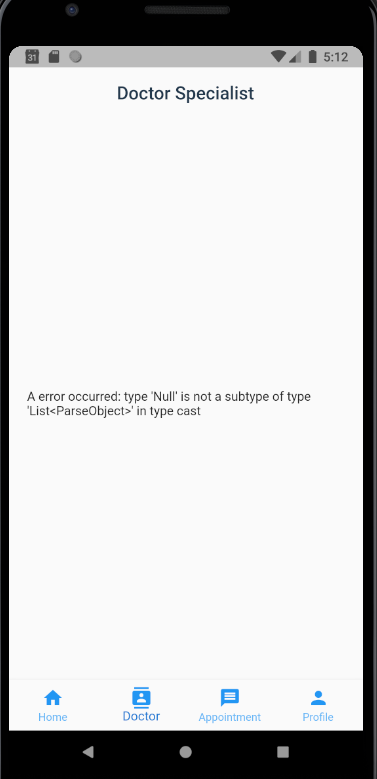 31
5:12
Doctor Specialist
A error occurred: type 'Null' is not a subtype of type
'List<ParseObject>' in type cast
Home
Doctor
Appointment
Profile